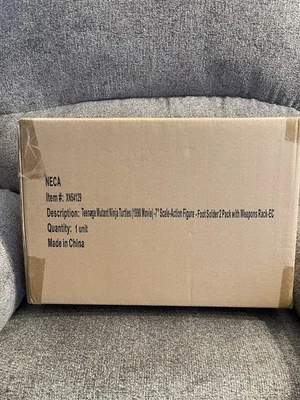 NECA
Item #: XN54129
Description: Teenage Mutant Ninja Turtles (1990 Movie) -7" Scale-Action Figure - Foot Soldier 2 Pack with Weapons Rack-EC
Quantity: 1 unit
Made in China